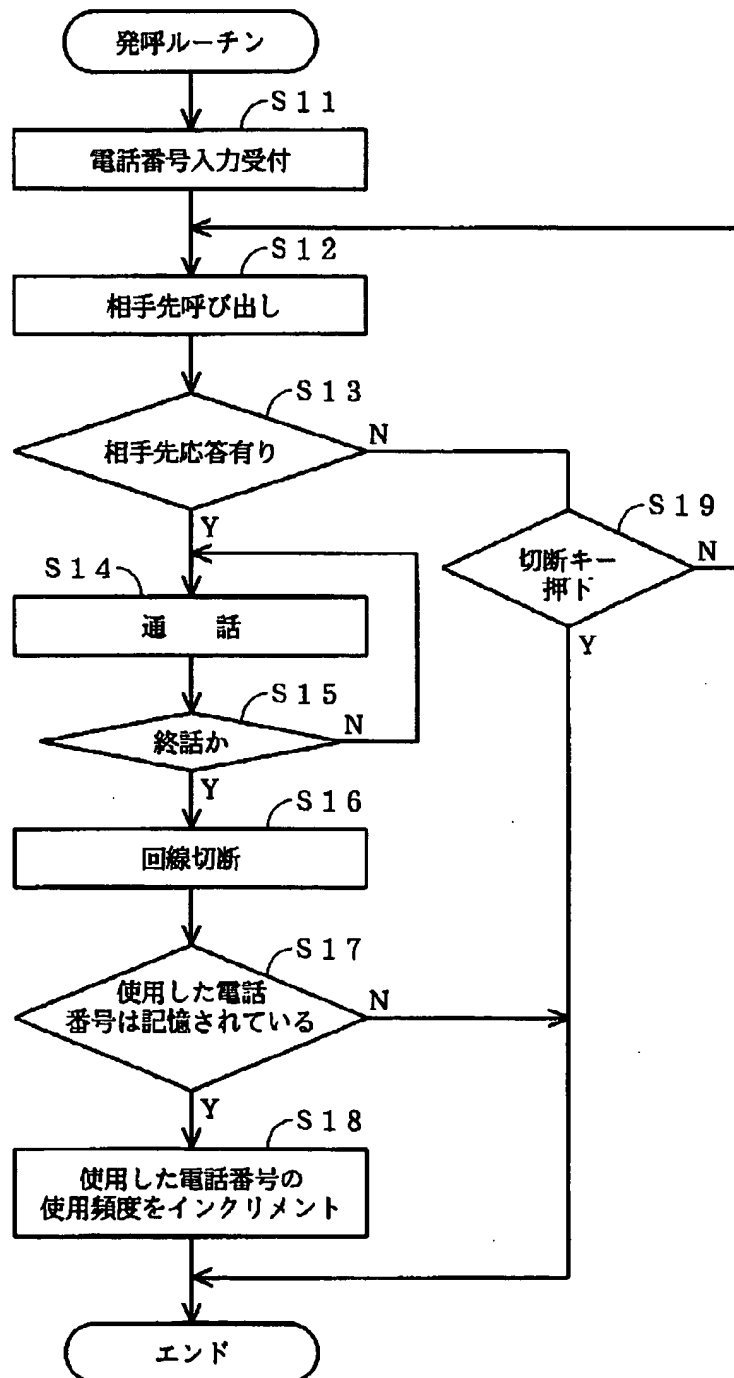 発呼ルーチン
S11
電話番号入力受付
S12
相手先呼び出し
S13
相手先応答有り
N
Y
S19
切断キー
押下
N
Y
S14
通　　話
S15
終話か
N
Y
S16
回線切断
S17
使用した電話
番号は記憶されている
N
Y
S18
使用した電話番号の
使用頻度をインクリメント
エンド